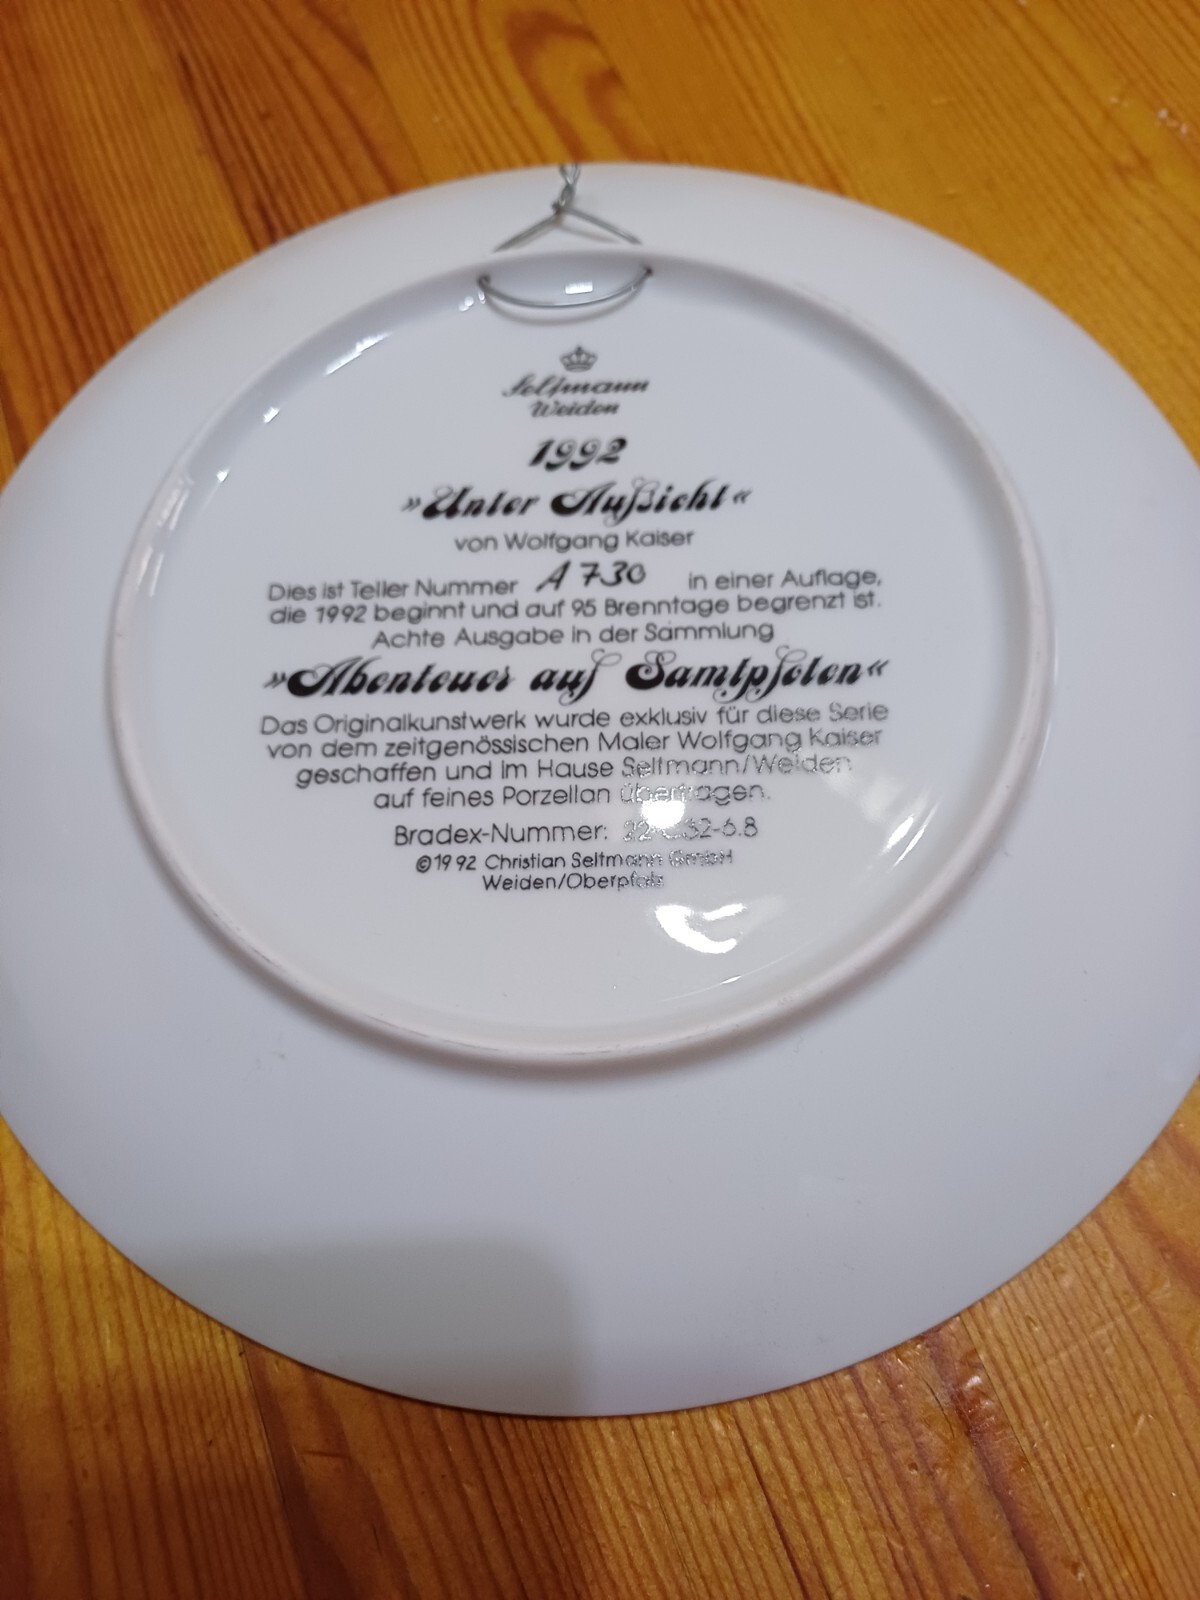 Seltmann
Weiden
1992
»Unter Aufsicht«
von Wolfgang Kaiser
Dies ist Teller Nummer A 730 in einer Auflage,
die 1992 beginnt und auf 95 Brenntage begrenzt ist.
Achte Ausgabe in der Sammlung
»Abenteuer auf Samtpfoten«
Das Originalkunstwerk wurde exklusiv für diese Serie
von dem zeitgenössischen Maler Wolfgang Kaiser
geschaffen und im Hause Seltmann/Weiden
auf feines Porzellan übertragen.
Bradex-Nummer:
©1992 Christian Seltmann GmbH
Weiden/Oberpfalz